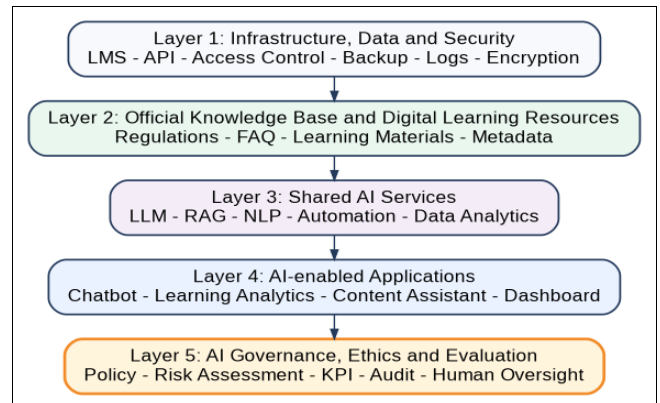 Layer 1: Infrastructure, Data and Security
LMS - API - Access Control - Backup - Logs - Encryption
Layer 2: Official Knowledge Base and Digital Learning Resources
Regulations - FAQ - Learning Materials - Metadata
Layer 3: Shared AI Services
LLM - RAG - NLP - Automation - Data Analytics
Layer 4: AI-enabled Applications
Chatbot - Learning Analytics - Content Assistant - Dashboard
Layer 5: AI Governance, Ethics and Evaluation
Policy - Risk Assessment - KPI - Audit - Human Oversight